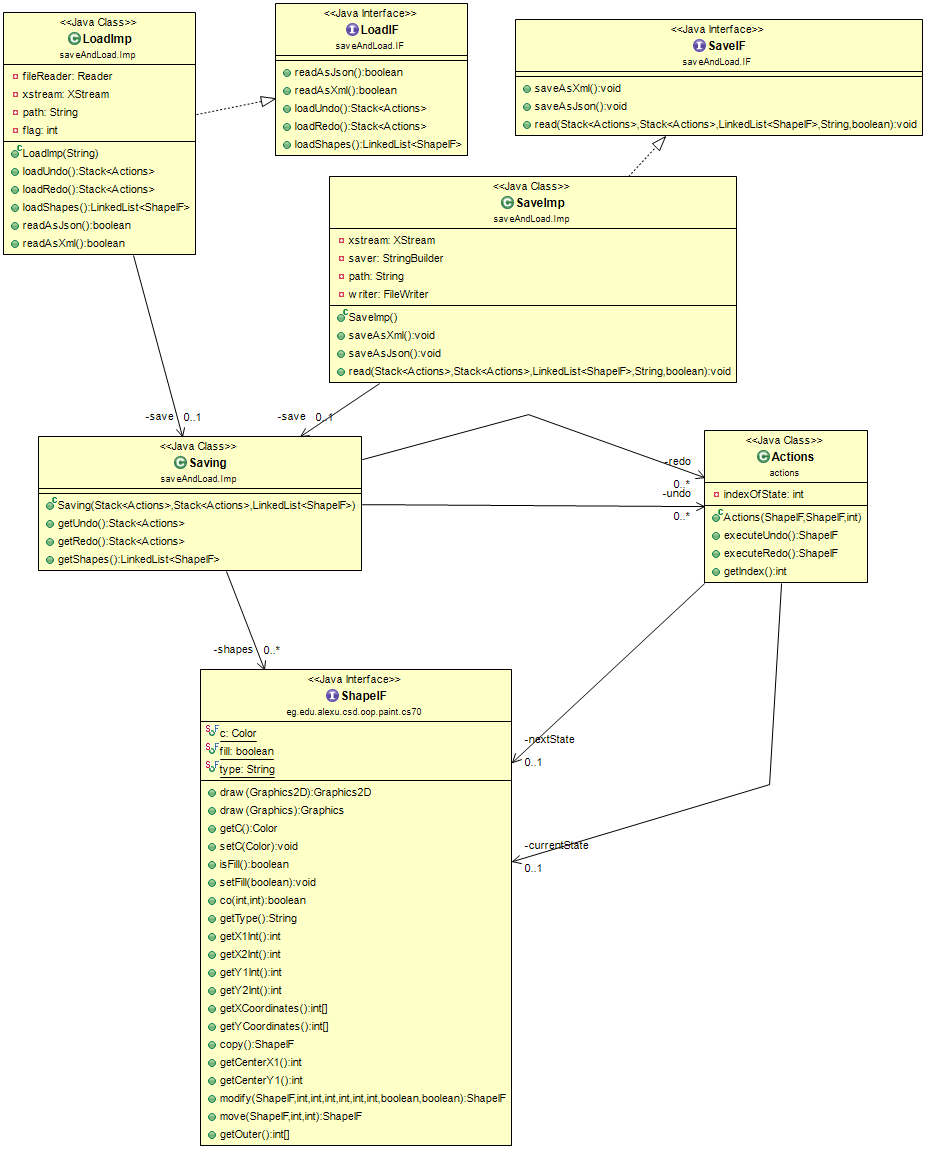 <<Java Class>>
LoadImp
saveAndLoad.Imp
fileReader: Reader
xstream: XStream
path: String
flag: int
LoadImp(String)
loadUndo():Stack<Actions>
loadRedo():Stack<Actions>
loadShapes():LinkedList<ShapeIF>
readAsJson():boolean
readAsXml():boolean
<<Java Interface>>
LoadIF
saveAndLoad.IF
readAsJson():boolean
readAsXml():boolean
loadUndo():Stack<Actions>
loadRedo():Stack<Actions>
loadShapes():LinkedList<ShapeIF>
<<Java Interface>>
SaveIF
saveAndLoad.IF
saveAsXml():void
saveAsJson():void
read(Stack<Actions>,Stack<Actions>,LinkedList<ShapeIF>,String,boolean):void
<<Java Class>>
SaveImp
saveAndLoad.Imp
xstream: XStream
saver: StringBuilder
path: String
writer: FileWriter
SaveImp()
saveAsXml():void
saveAsJson():void
read(Stack<Actions>,Stack<Actions>,LinkedList<ShapeIF>,String,boolean):void
-save 0..1
-save 0..1
<<Java Class>>
Saving
saveAndLoad.Imp
Saving(Stack<Actions>,Stack<Actions>,LinkedList<ShapeIF>)
getUndo():Stack<Actions>
getRedo():Stack<Actions>
getShapes():LinkedList<ShapeIF>
-redo
0..*
-undo
0..*
<<Java Class>>
Actions
actions
indexOfState: int
Actions(ShapeIF,ShapeIF,int)
executeUndo():ShapeIF
executeRedo():ShapeIF
getIndex():int
-shapes 0..*
<<Java Interface>>
ShapeIF
eg.edu.alexu.csd.oop.paint.cs70
c: Color
fill: boolean
type: String
draw(Graphics2D):Graphics2D
draw(Graphics):Graphics
getC():Color
setC(Color):void
isFill():boolean
setFill(boolean):void
co(int,int):boolean
getType():String
getX1Int():int
getX2Int():int
getY1Int():int
getY2Int():int
getXCoordinates():int[]
getYCoordinates():int[]
copy():ShapeIF
getCenterX1():int
getCenterY1():int
modify(ShapeIF,int,int,int,int,int,int,boolean,boolean):ShapeIF
move(ShapeIF,int,int):ShapeIF
getOuter():int[]
-nextState
0..1
-currentState
0..1